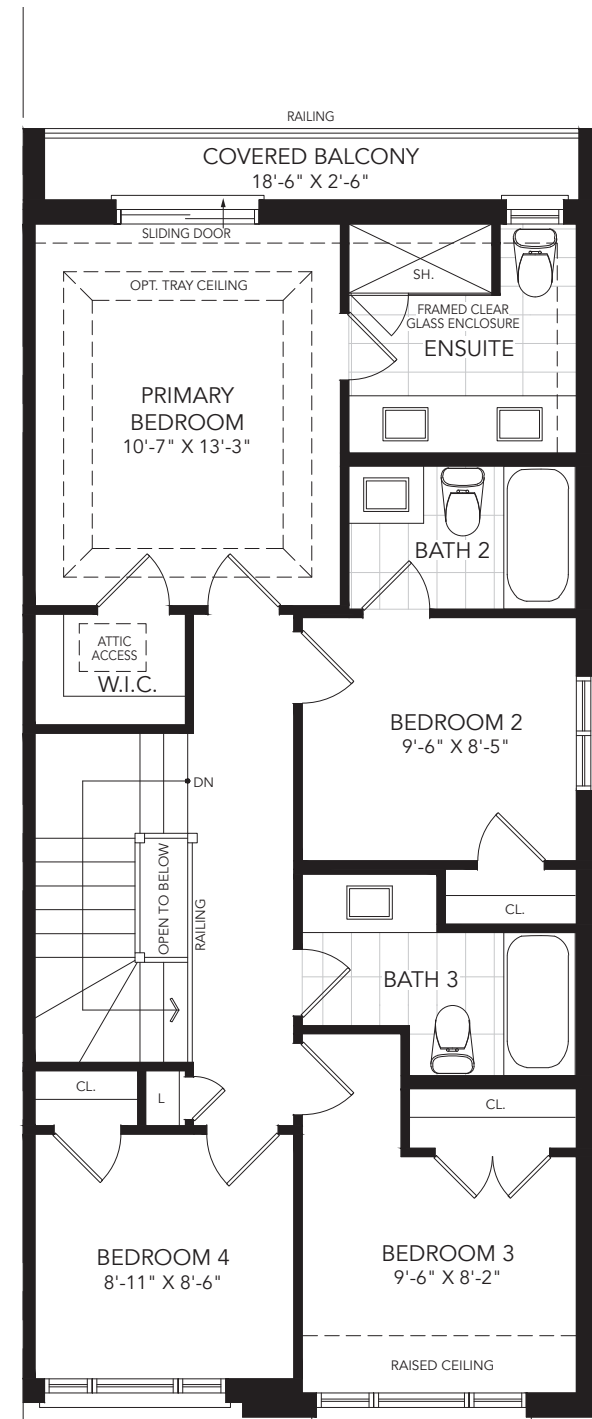 RAILING
COVERED BALCONY
18'-6" X 2'-6"
SLIDING DOOR
OPT. TRAY CEILING
SH.
FRAMED CLEAR
GLASS ENCLOSURE
ENSUITE
PRIMARY
BEDROOM
10'-7" X 13'-3"
BATH 2
ATTIC
ACCESS
W.I.C.
BEDROOM 2
9'-6" X 8'-5"
DN
OPEN TO BELOW
RAILING
CL.
BATH 3
CL.
L
CL.
BEDROOM 4
8'-11" X 8'-6"
BEDROOM 3
9'-6" X 8'-2"
RAISED CEILING